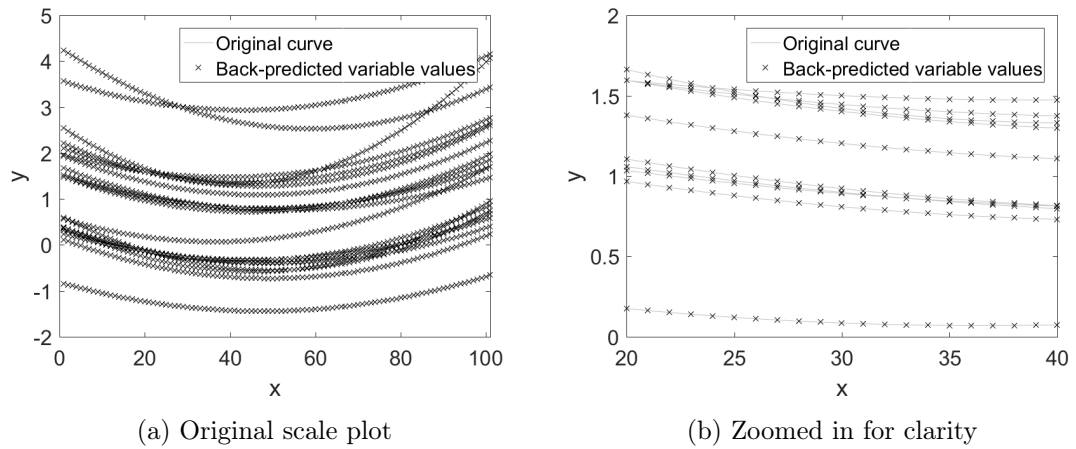 5
4
3
2
1
0
-1
-2
y
0 20 40 60 80 100
x
Original curve
Back-predicted variable values
(a) Original scale plot
2
1.5
1
0.5
0
y
20 25 30 35 40
x
Original curve
Back-predicted variable values
(b) Zoomed in for clarity